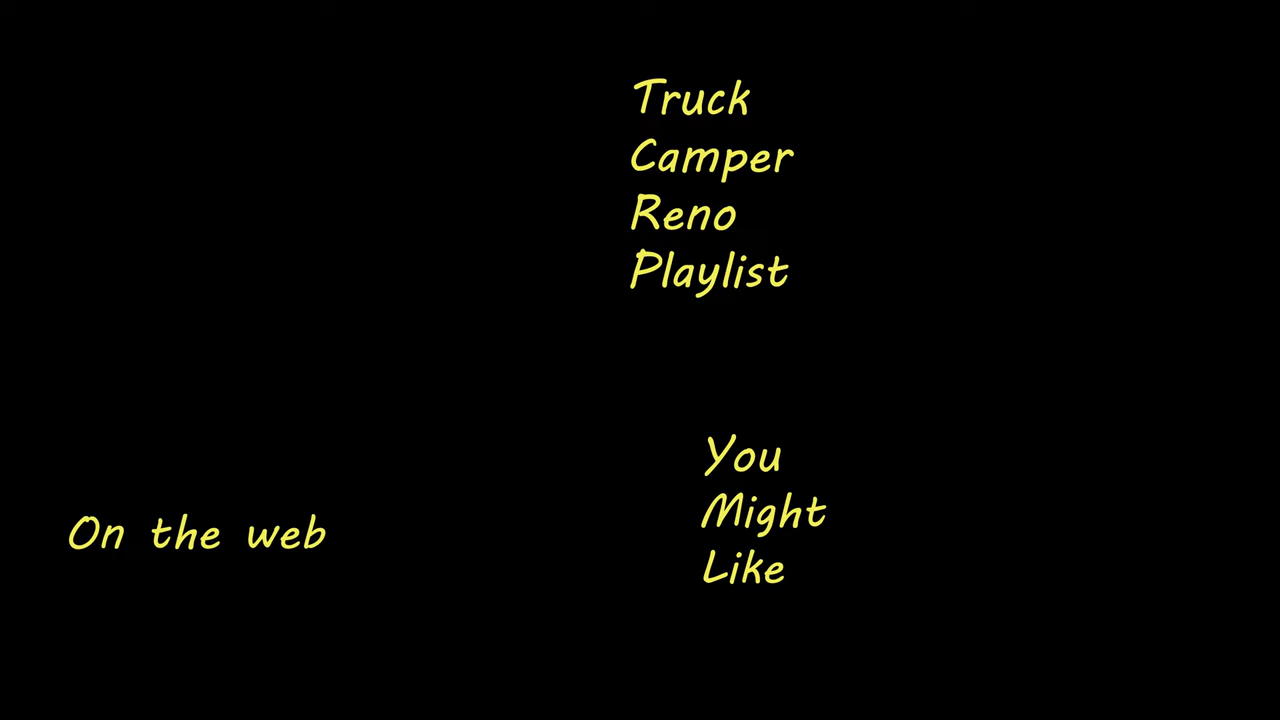 Truck
Camper
Reno
Playlist
On the web
You
Might
Like